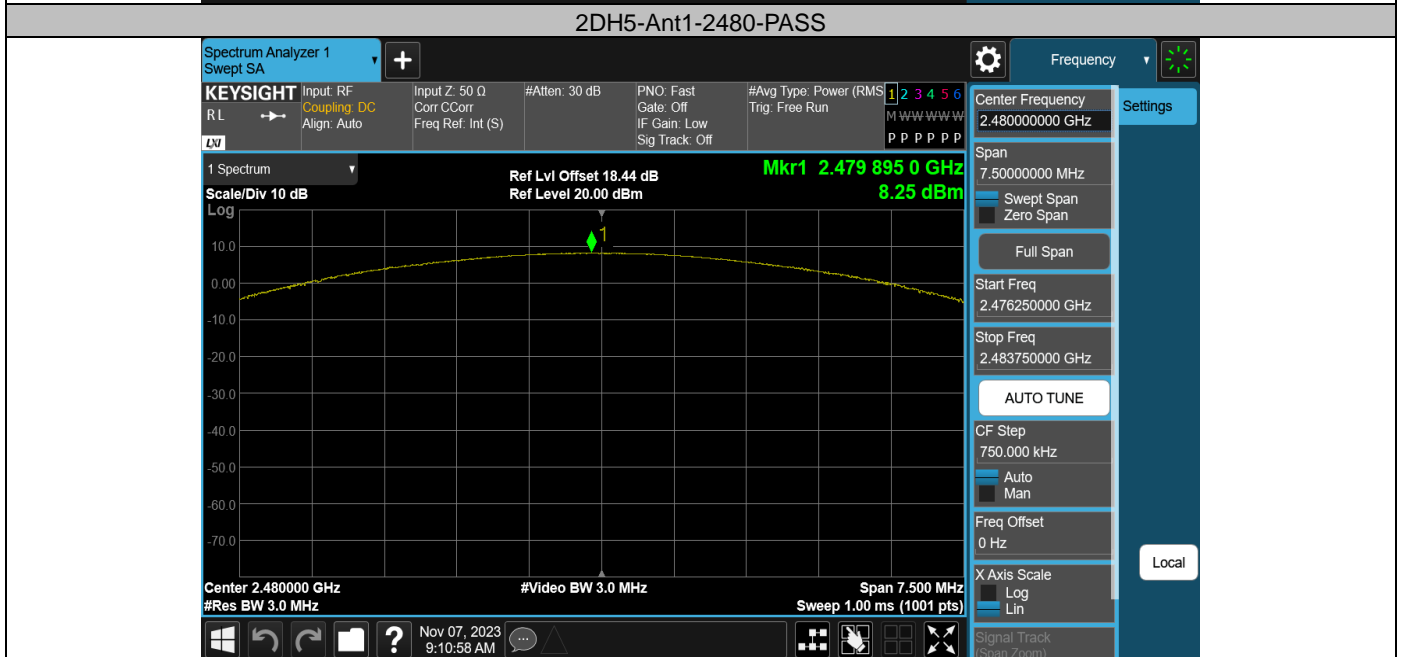 2DH5-Ant1-2480-PASS
Spectrum Analyzer 1
Swept SA
+
Frequency
KEYSIGHT
RL
LXI
Input: RF
Coupling: DC
Align: Auto
Input Z: 50 Ω
Corr CCorr
Freq Ref: Int (S)
#Atten: 30 dB
PNO: Fast
Gate: Off
IF Gain: Low
Sig Track: Off
#Avg Type: Power (RMS
Trig: Free Run
1 2 3 4 5 6
M W W W W W
P P P P P P
1 Spectrum
Scale/Div 10 dB
Ref Lvl Offset 18.44 dB
Ref Level 20.00 dBm
Mkr1 2.479 895 0 GHz
8.25 dBm
Log
1
10.0
0.00
-10.0
-20.0
-30.0
-40.0
-50.0
-60.0
-70.0
Center 2.480000 GHz
#Video BW 3.0 MHz
Span 7.500 MHz
#Res BW 3.0 MHz
Sweep 1.00 ms (1001 pts)
Center Frequency
2.480000000 GHz
Settings
Span
7.50000000 MHz
Swept Span
Zero Span
Full Span
Start Freq
2.476250000 GHz
Stop Freq
2.483750000 GHz
AUTO TUNE
CF Step
750.000 kHz
Auto
Man
Freq Offset
0 Hz
X Axis Scale
Log
Lin
Local
Signal Track
(Span Zoom)
?
Nov 07, 2023
9:10:58 AM